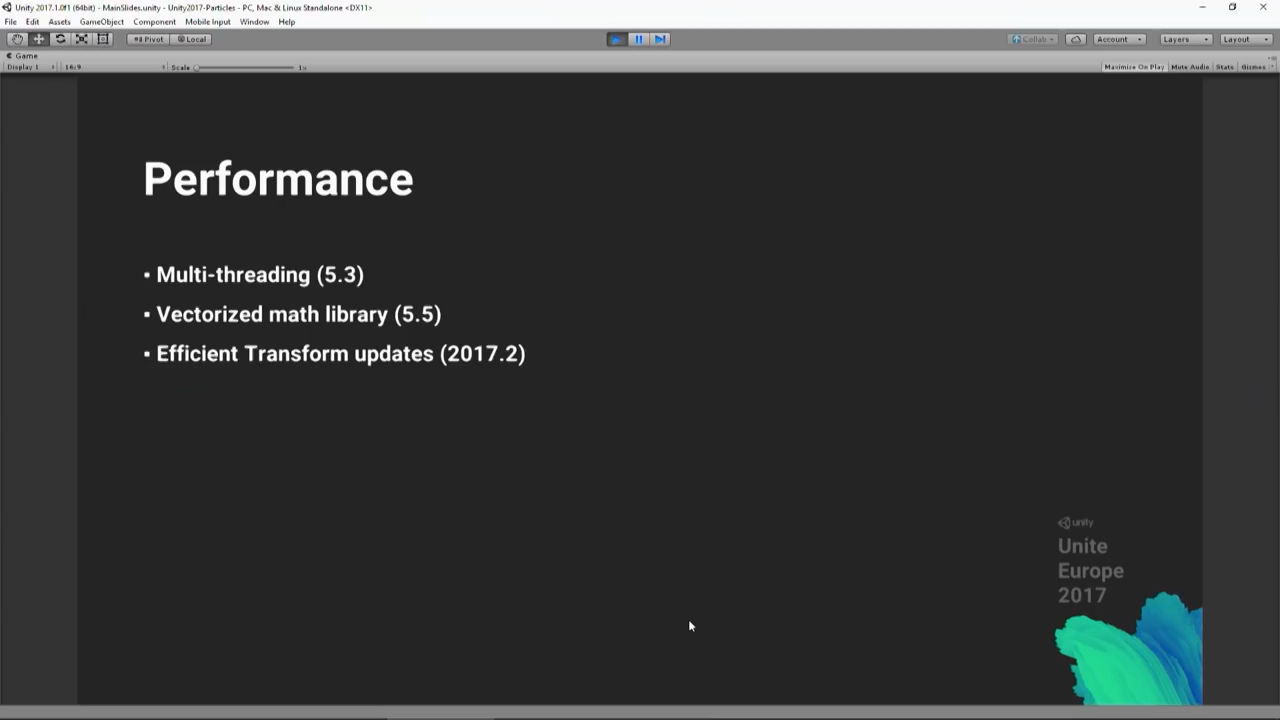 Unity 2017.1.0f1 (64bit) - MainSlides.unity - Unity2017-Particles - PC, Mac & Linux Standalone <DX11>
File Edit Assets GameObject Component Mobile Input Window Help
Pivot Local Collab Account Layers Layout
Game
Display 1 16:9 Scale 1x Maximize On Play Mute Audio Stats Gizmos
Performance
▪ Multi-threading (5.3)
▪ Vectorized math library (5.5)
▪ Efficient Transform updates (2017.2)
unity
Unite
Europe
2017